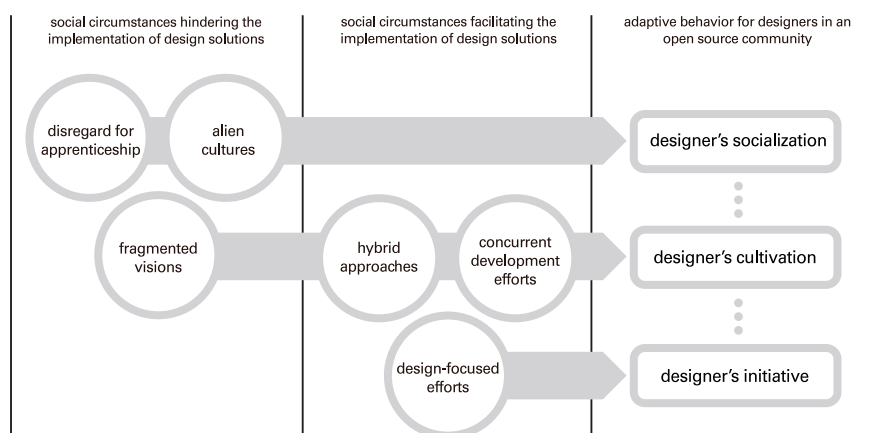 social circumstances hindering the
implementation of design solutions
social circumstances facilitating the
implementation of design solutions
adaptive behavior for designers in an
open source community
disregard for
apprenticeship
alien
cultures
designer’s socialization
fragmented
visions
hybrid
approaches
concurrent
development
efforts
designer’s cultivation
design-focused
efforts
designer’s initiative